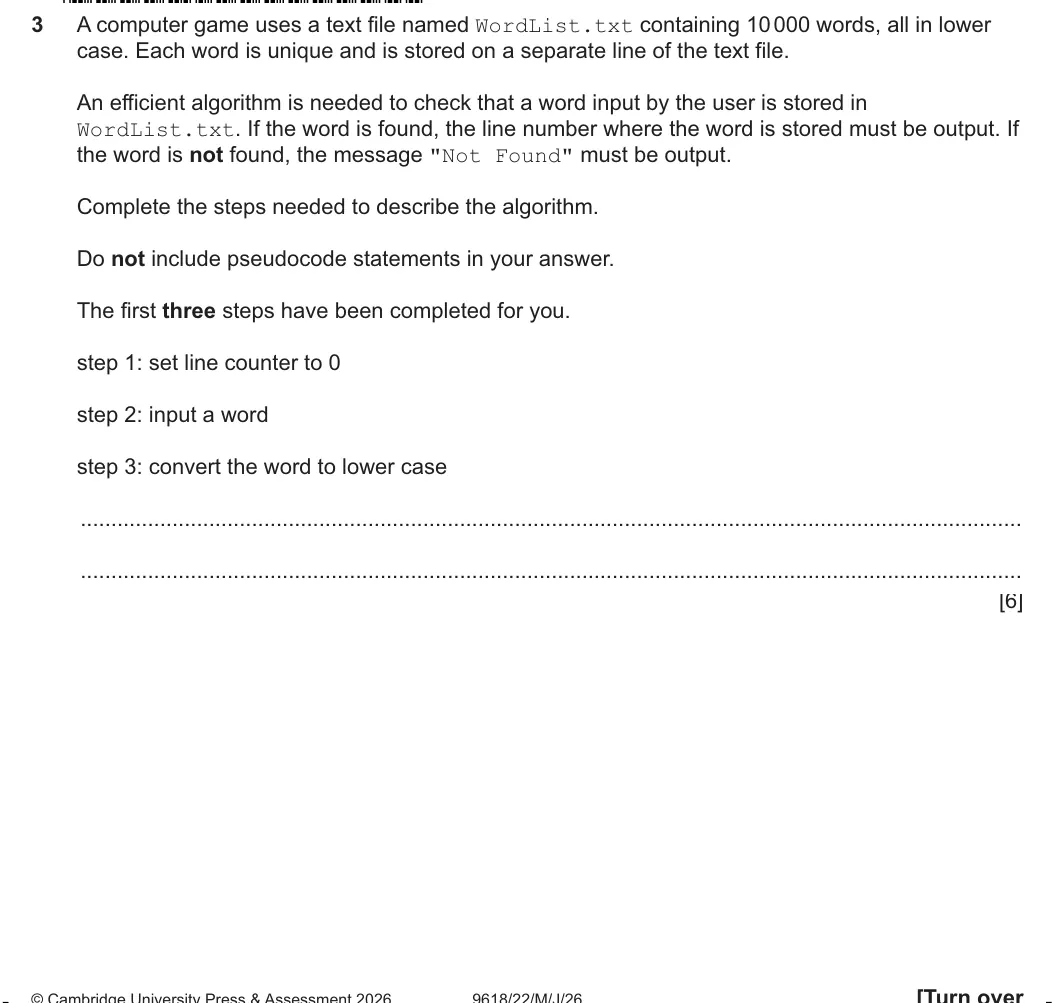 3 A computer game uses a text file named WordList.txt containing 10 000 words, all in lower
case. Each word is unique and is stored on a separate line of the text file.
An efficient algorithm is needed to check that a word input by the user is stored in
WordList.txt. If the word is found, the line number where the word is stored must be output. If
the word is not found, the message "Not Found" must be output.
Complete the steps needed to describe the algorithm.
Do not include pseudocode statements in your answer.
The first three steps have been completed for you.
step 1: set line counter to 0
step 2: input a word
step 3: convert the word to lower case
[6]
© Cambridge University Press & Assessment 2026 9618/22/M/J/26 [Turn over